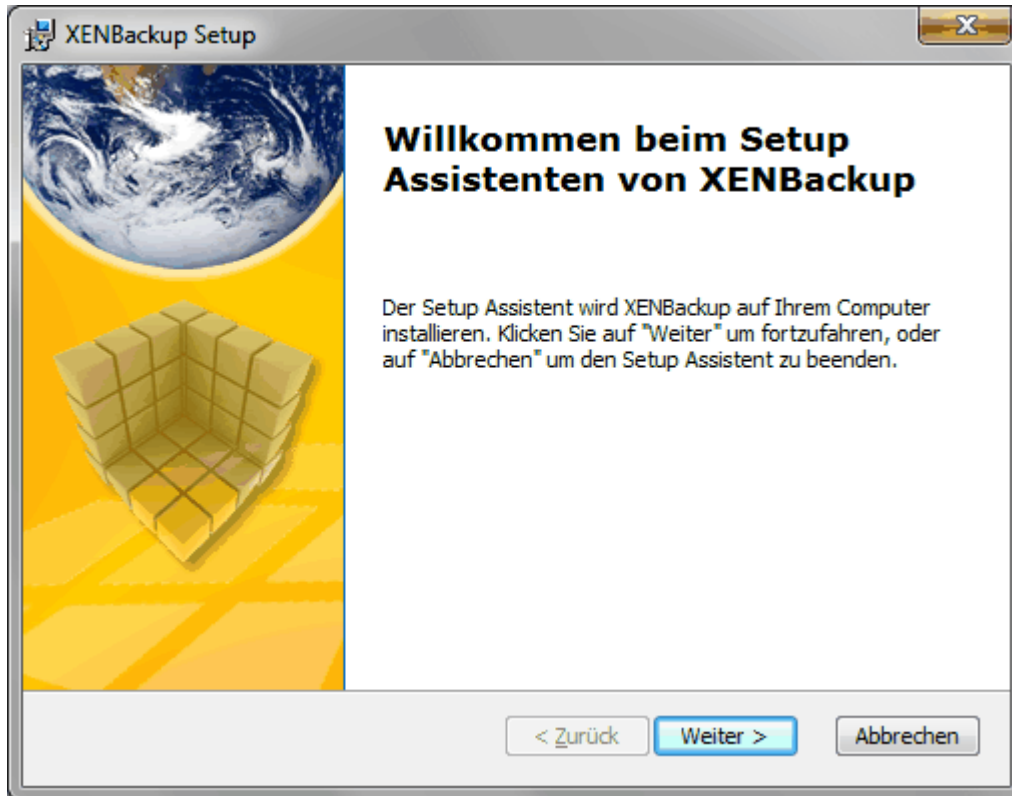 XENBackup Setup
Willkommen beim Setup
Assistenten von XENBackup
Der Setup Assistent wird XENBackup auf Ihrem Computer
installieren. Klicken Sie auf "Weiter" um fortzufahren, oder
auf "Abbrechen" um den Setup Assistent zu beenden.
< Zurück Weiter > Abbrechen